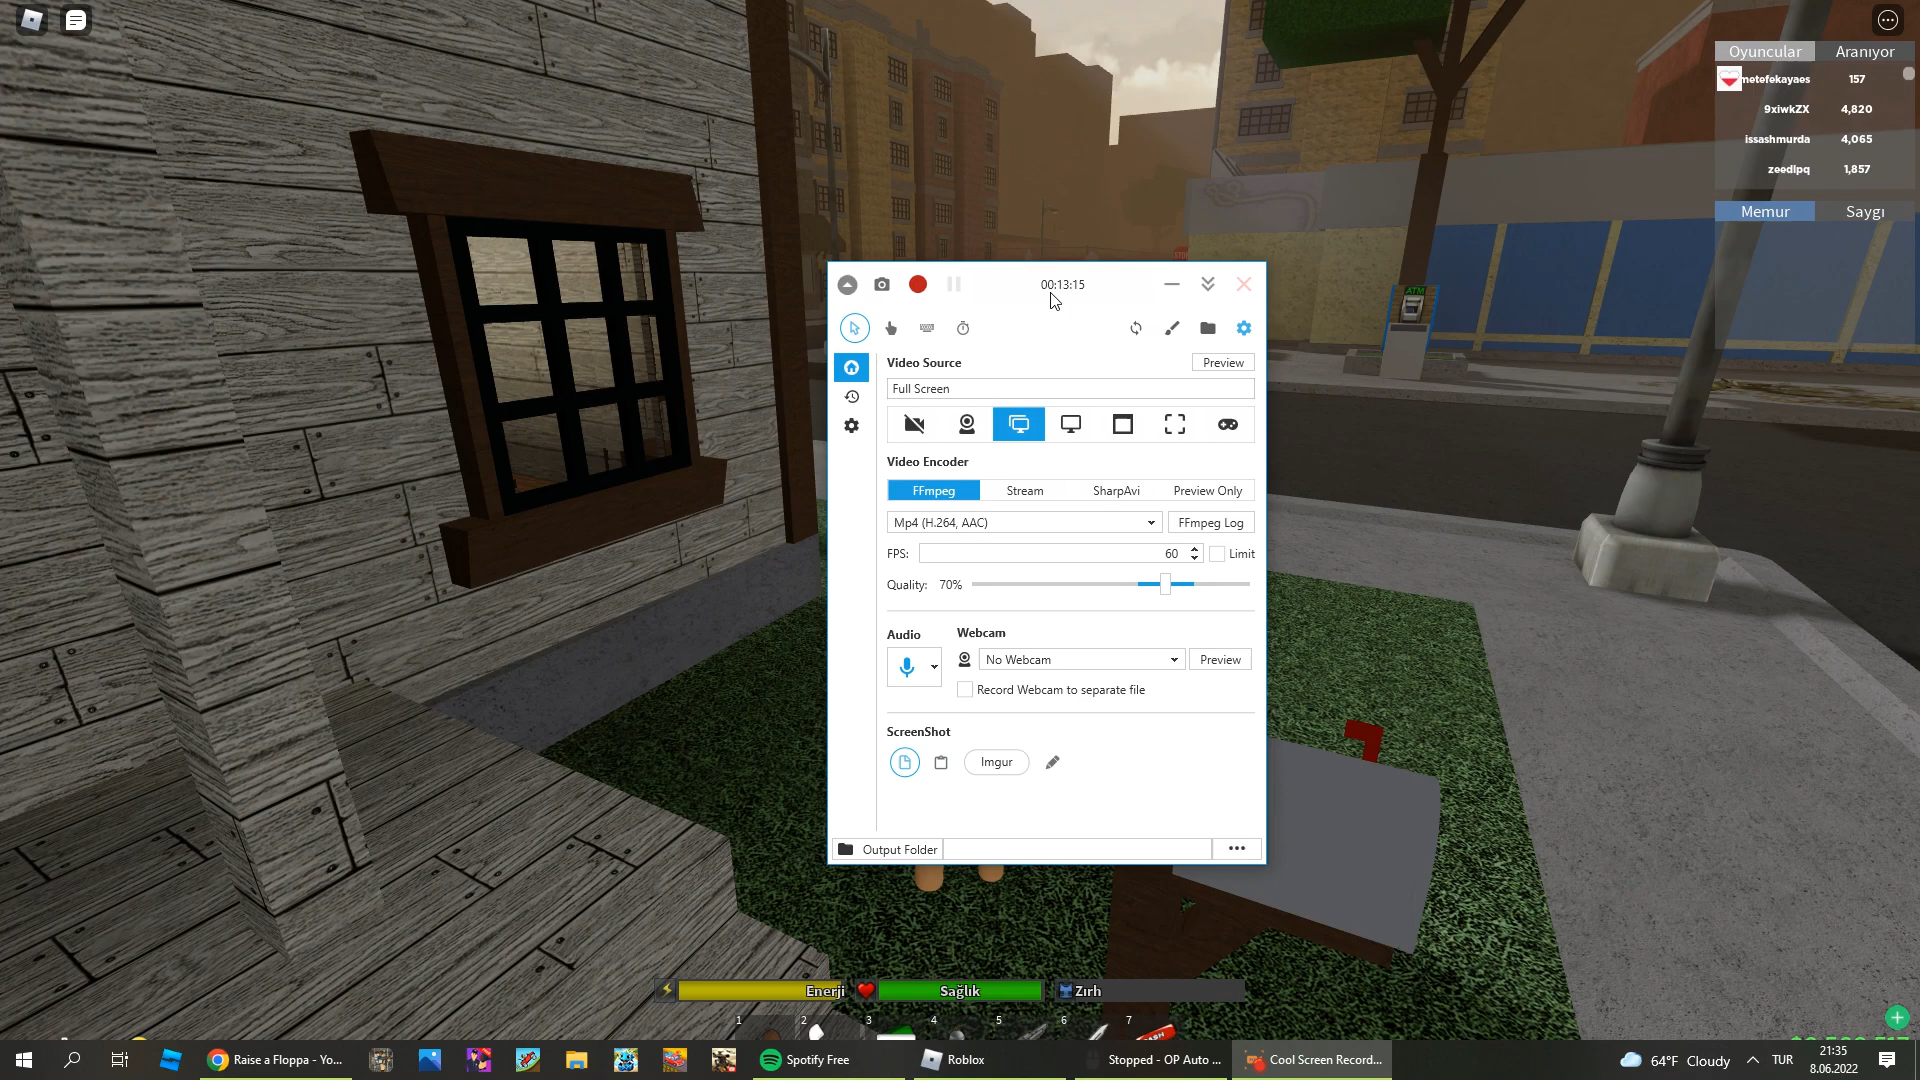 Oyuncular Aranıyor
metefekayaes 157
9xiwkZX 4,820
issashmurda 4,065
zeedlpq 1,857
Memur Saygı
ATM
00:13:15
Video Source Preview
Full Screen
Video Encoder
FFmpeg Stream SharpAvi Preview Only
Mp4 (H.264, AAC) FFmpeg Log
FPS: 60 Limit
Quality: 70%
Audio Webcam
No Webcam Preview
Record Webcam to separate file
ScreenShot
Imgur
Output Folder ...
Enerji Sağlık Zırh
1 2 3 4 5 6 7
Raise a Floppa - Yo... Spotify Free Roblox Stopped - OP Auto ... Cool Screen Record... 64°F Cloudy TUR 21:35
8.06.2022